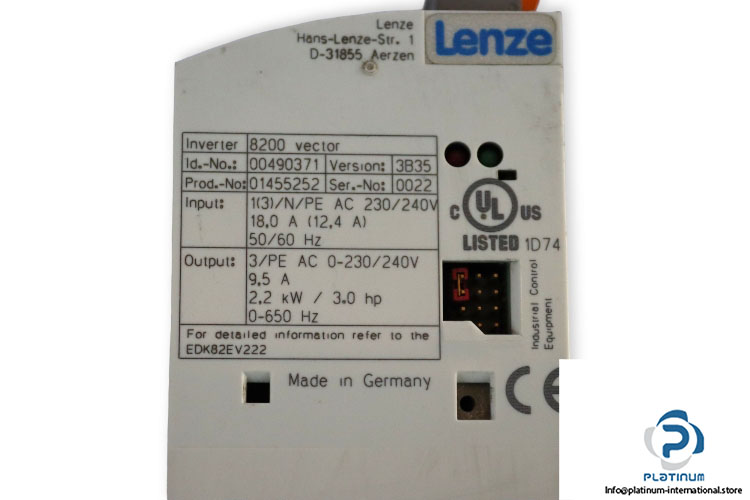 Lenze
Hans-Lenze-Str. 1
D-31855 Aerzen
Lenze
Inverter 8200 vector
Id.-No.: 00490371 Version: 3B35
Prod.-No: 01455252 Ser.-No: 0022
Input: 1(3)/N/PE AC 230/240V
18,0 A (12,4 A)
50/60 Hz
Output: 3/PE AC 0-230/240V
9,5 A
2,2 kW / 3.0 hp
0-650 Hz
For detailed information refer to the
EDK82EV222
C UL US
LISTED 1D74
Industrial Control
Equipment
Made in Germany
CE
PLATINUM
Info@platinum-international.store